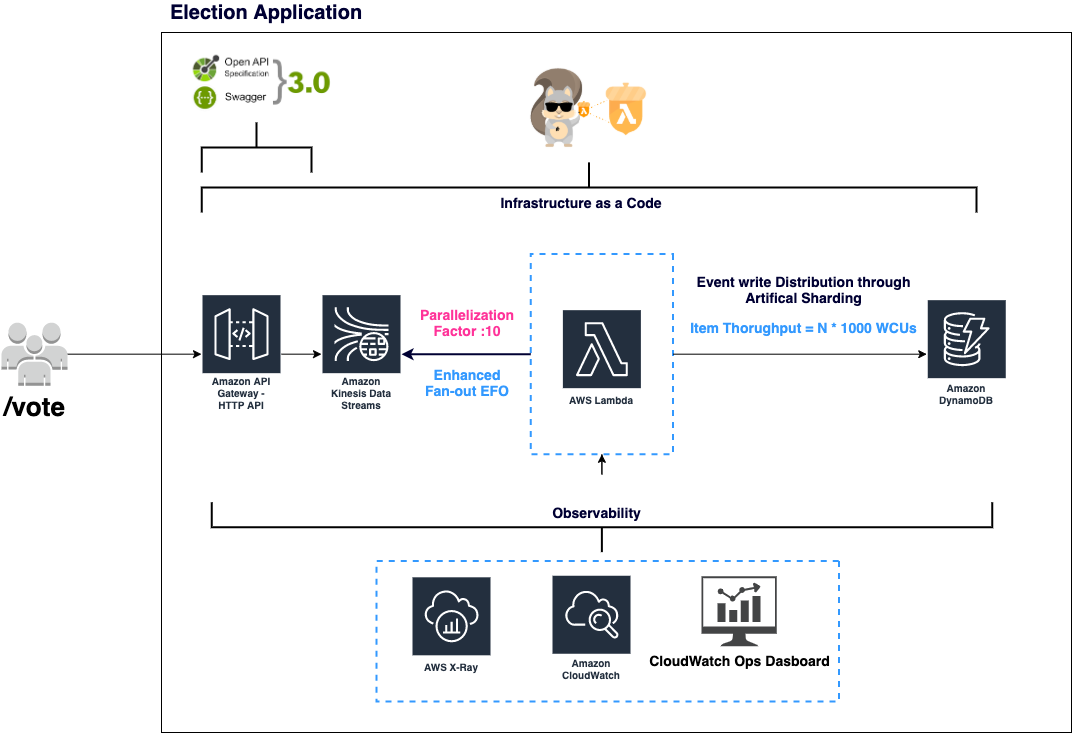 Election Application
Open API
Specification
3.0
Swagger
Infrastructure as a Code
Event write Distribution through
Artifical Sharding
Item Thorughput = N * 1000 WCUs
Parallelization
Factor :10
Enhanced
Fan-out EFO
/vote
Amazon API
Gateway -
HTTP API
Amazon
Kinesis Data
Streams
AWS Lambda
Amazon
DynamoDB
Observability
AWS X-Ray
Amazon
CloudWatch
CloudWatch Ops Dasboard